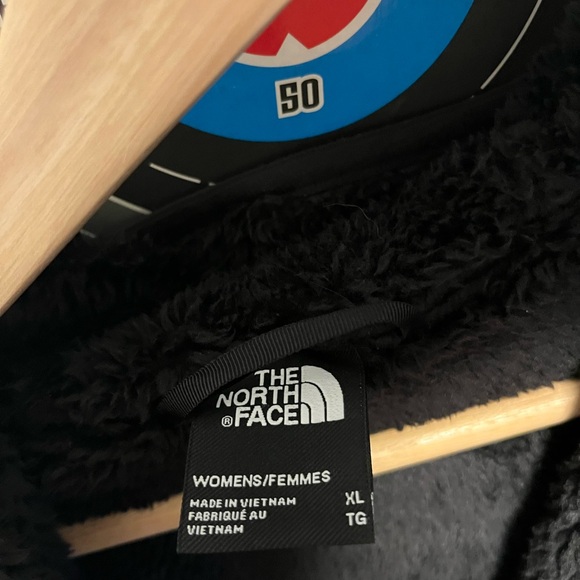 50
THE
NORTH
® FACE
WOMENS/FEMMES
MADE IN VIETNAM XL
FABRIQUÉ AU TG
VIETNAM